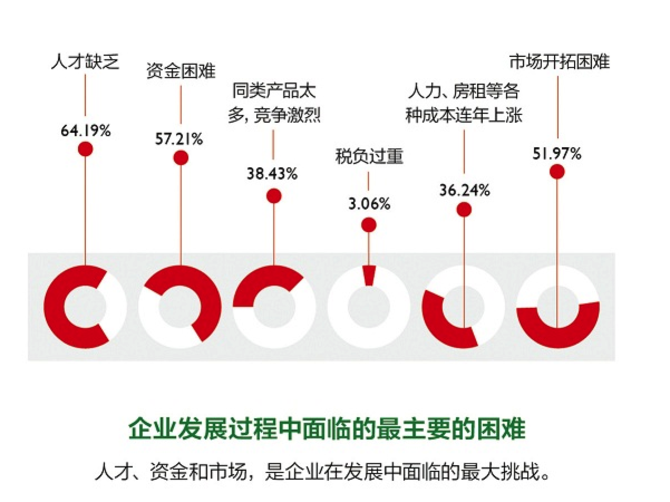 人才缺乏
64.19%
资金困难
57.21%
同类产品太
多，竞争激烈
38.43%
税负过重
3.06%
人力、房租等各
种成本连年上涨
36.24%
市场开拓困难
51.97%
企业发展过程中面临的最主要的困难
人才、资金和市场，是企业在发展中面临的最大挑战。